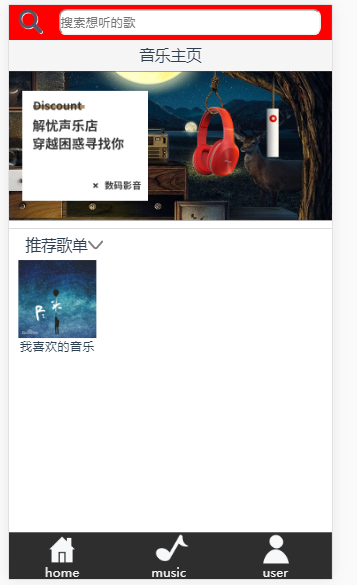 搜索想听的歌
音乐主页
Discount
解忧声乐店
穿越困惑寻找你
× 数码影音
推荐歌单
我喜欢的音乐
home
music
user